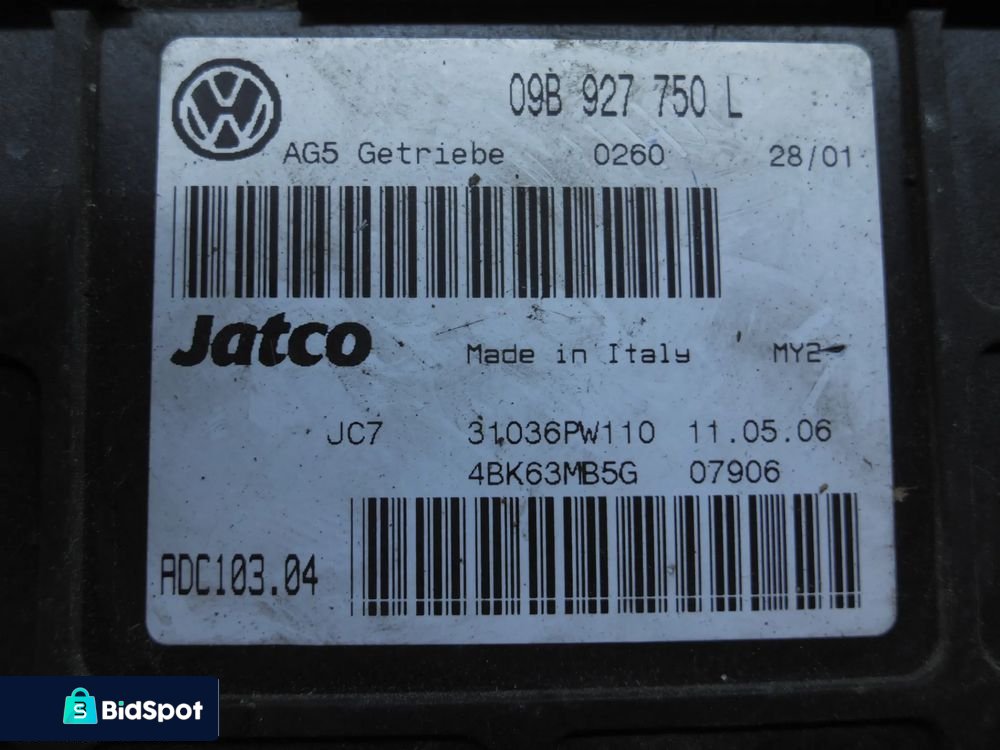 09B 927 750 L
AG5 Getriebe 0260 28/01
Jatco Made in Italy MY2
JC7 31036PW110 11.05.06
4BK63MB5G 07906
ADC103.04
BidSpot